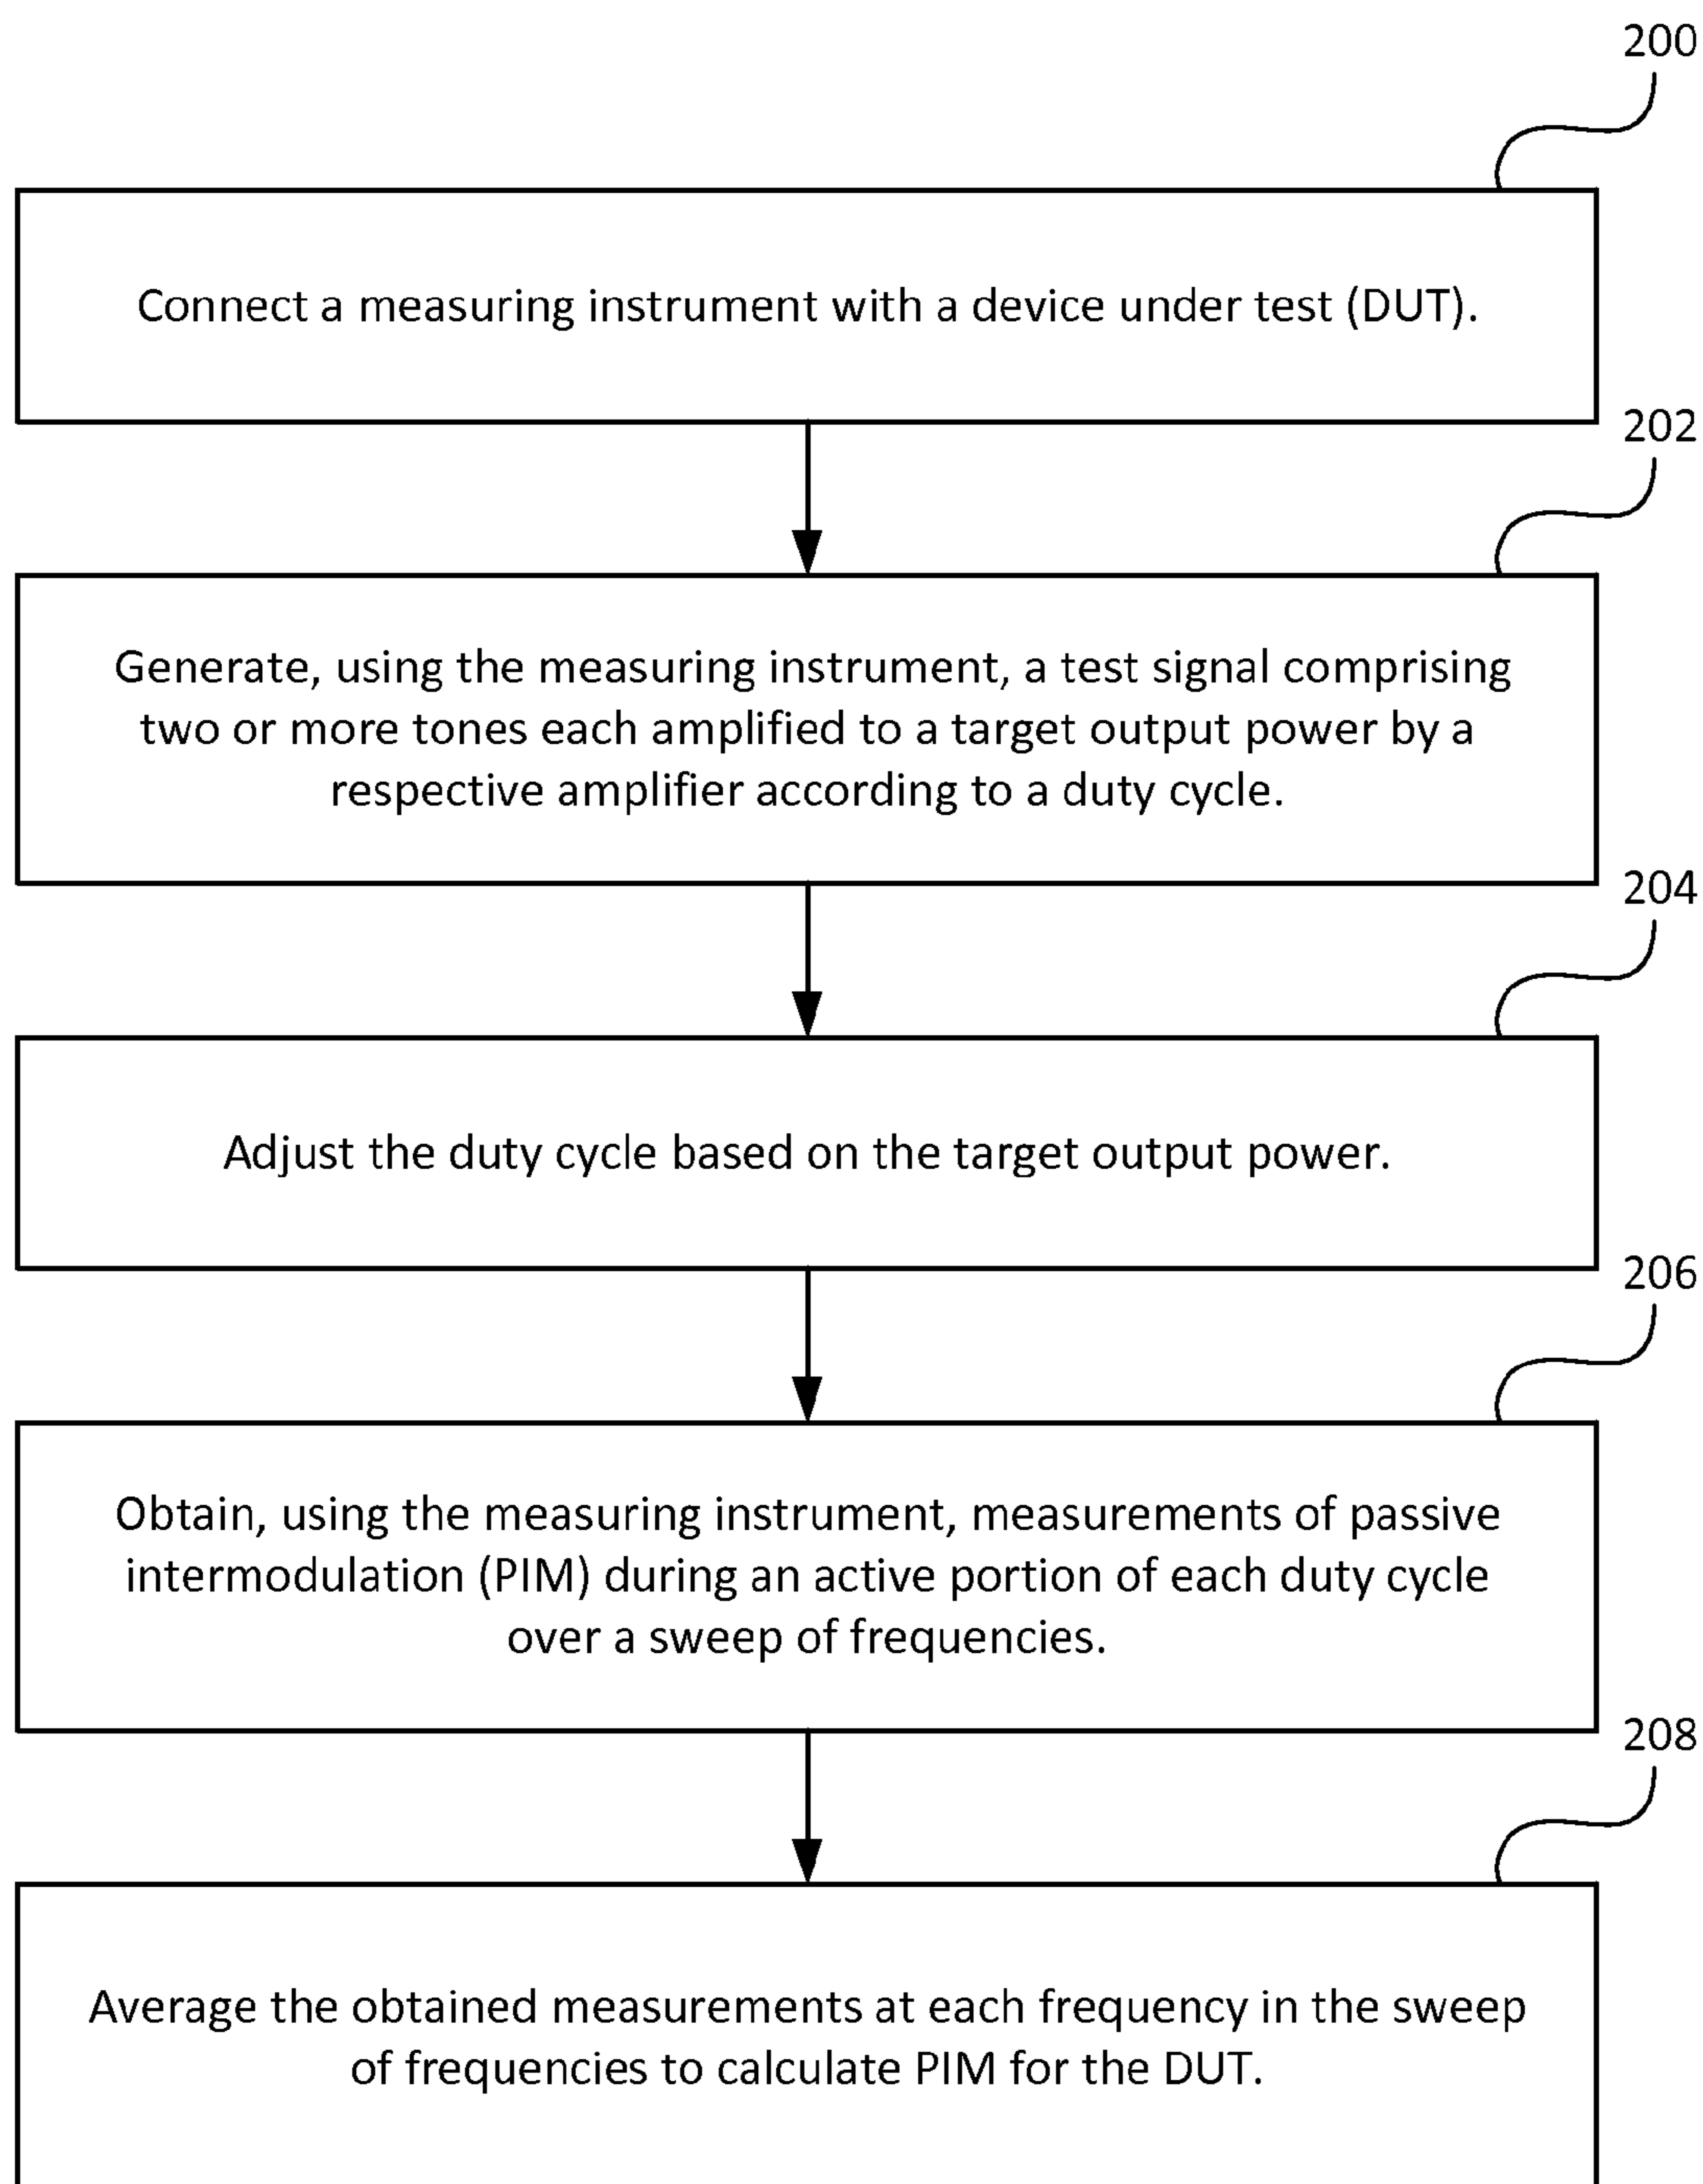 200
Connect a measuring instrument with a device under test (DUT).
202
Generate, using the measuring instrument, a test signal comprising
two or more tones each amplified to a target output power by a
respective amplifier according to a duty cycle.
204
Adjust the duty cycle based on the target output power.
206
Obtain, using the measuring instrument, measurements of passive
intermodulation (PIM) during an active portion of each duty cycle
over a sweep of frequencies.
208
Average the obtained measurements at each frequency in the sweep
of frequencies to calculate PIM for the DUT.